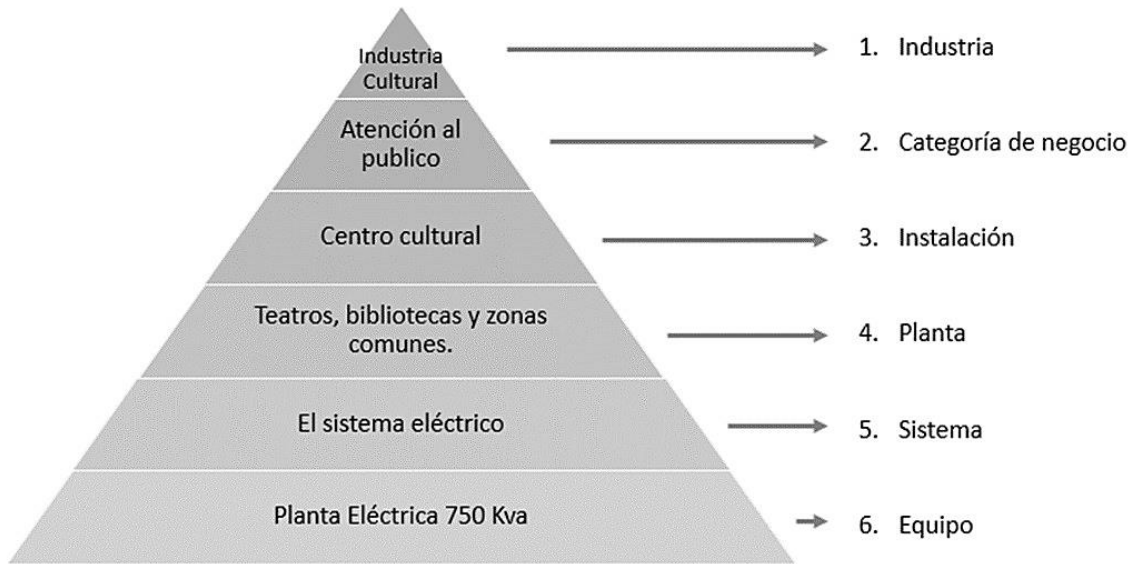 Industria
Cultural
1. Industria
Atención al
publico
2. Categoría de negocio
Centro cultural
3. Instalación
Teatros, bibliotecas y zonas
comunes.
4. Planta
El sistema eléctrico
5. Sistema
Planta Eléctrica 750 Kva
6. Equipo